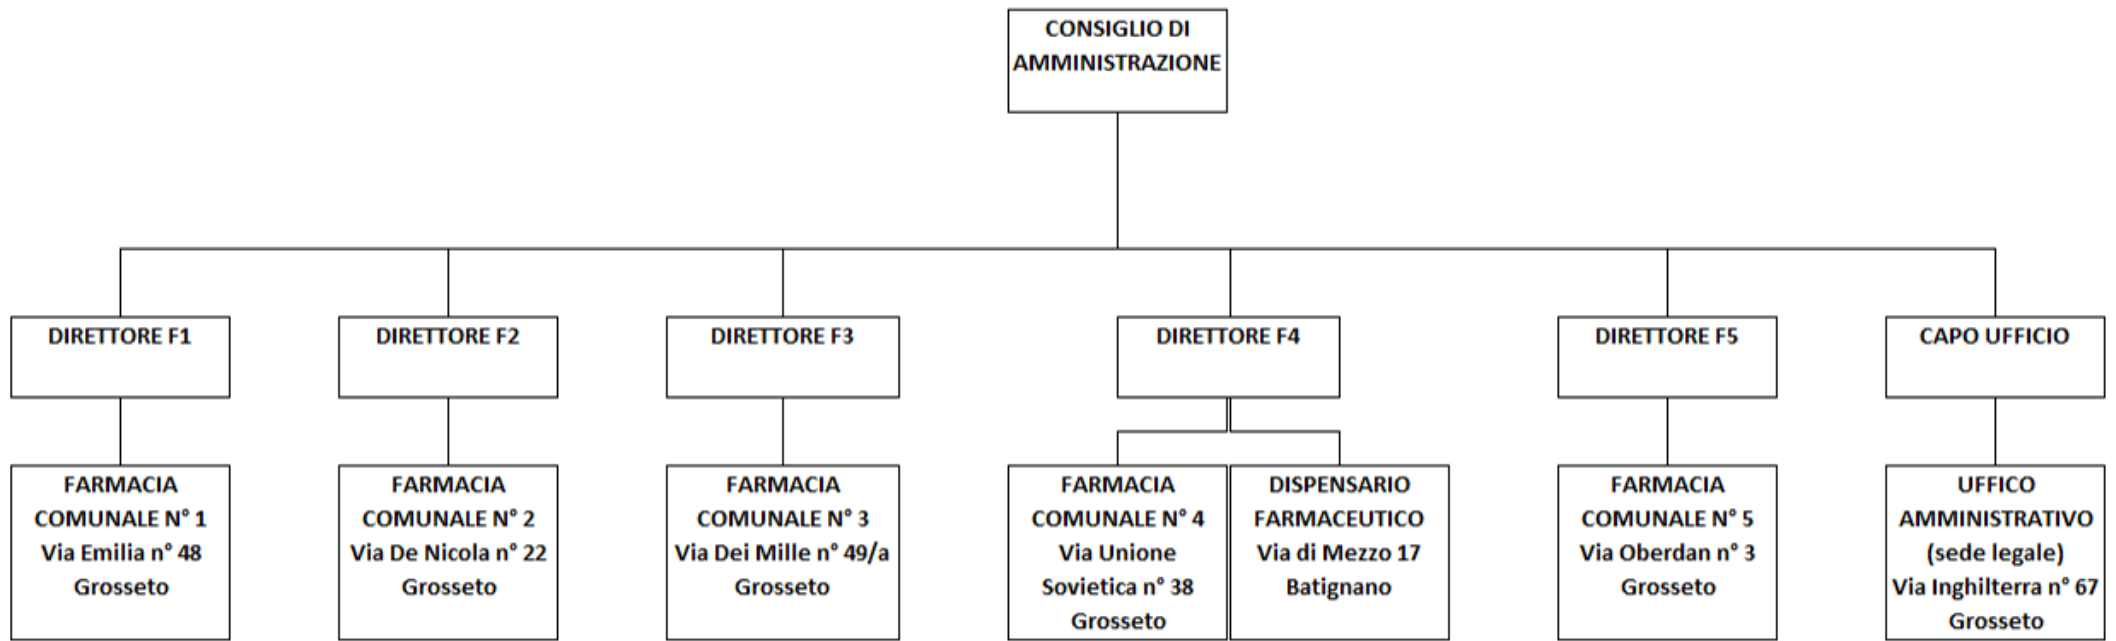 CONSIGLIO DI
AMMINISTRAZIONE
DIRETTORE F1
DIRETTORE F2
DIRETTORE F3
DIRETTORE F4
DIRETTORE F5
CAPO UFFICIO
FARMACIA
COMUNALE N° 1
Via Emilia n° 48
Grosseto
FARMACIA
COMUNALE N° 2
Via De Nicola n° 22
Grosseto
FARMACIA
COMUNALE N° 3
Via Dei Mille n° 49/a
Grosseto
FARMACIA
COMUNALE N° 4
Via Unione
Sovietica n° 38
Grosseto
DISPENSARIO
FARMACEUTICO
Via di Mezzo 17
Batignano
FARMACIA
COMUNALE N° 5
Via Oberdan n° 3
Grosseto
UFFICO
AMMINISTRATIVO
(sede legale)
Via Inghilterra n° 67
Grosseto